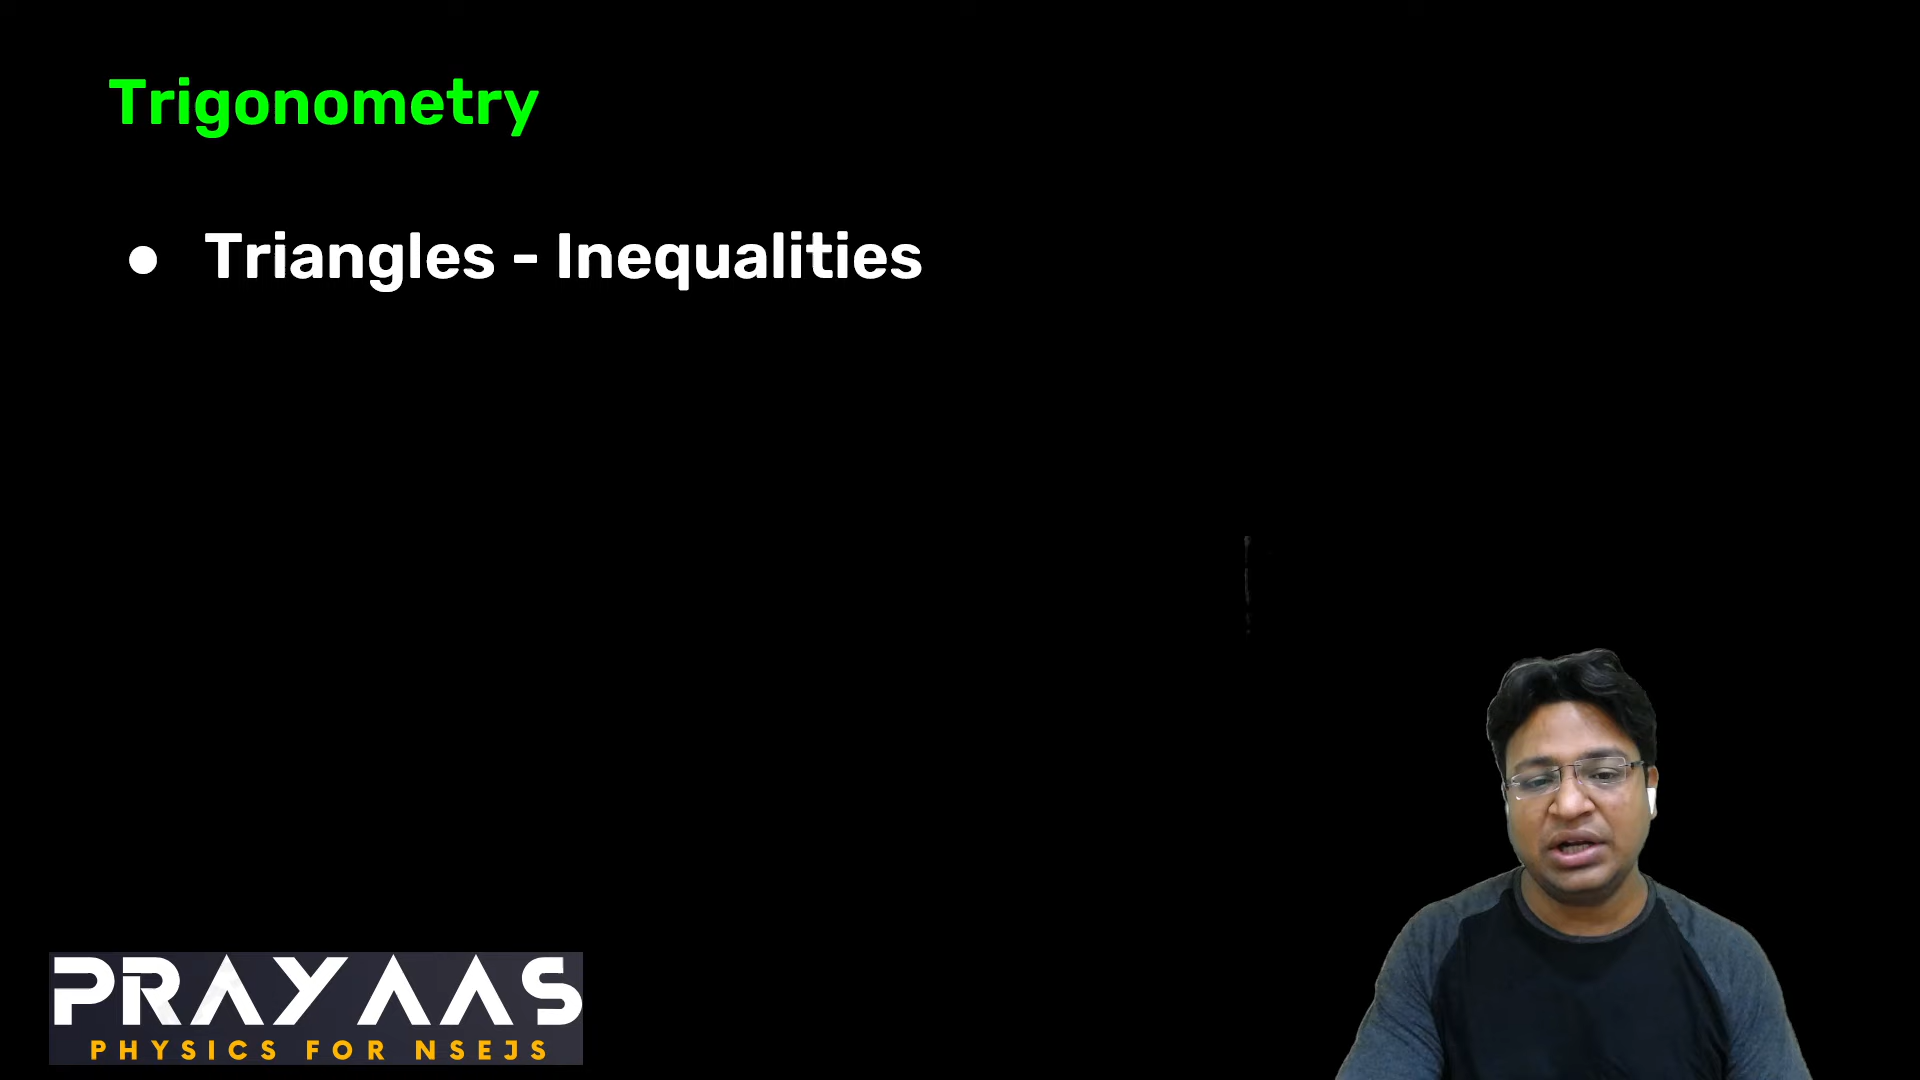 Trigonometry
● Triangles - Inequalities
PRAYAAS
PHYSICS FOR NSEJS